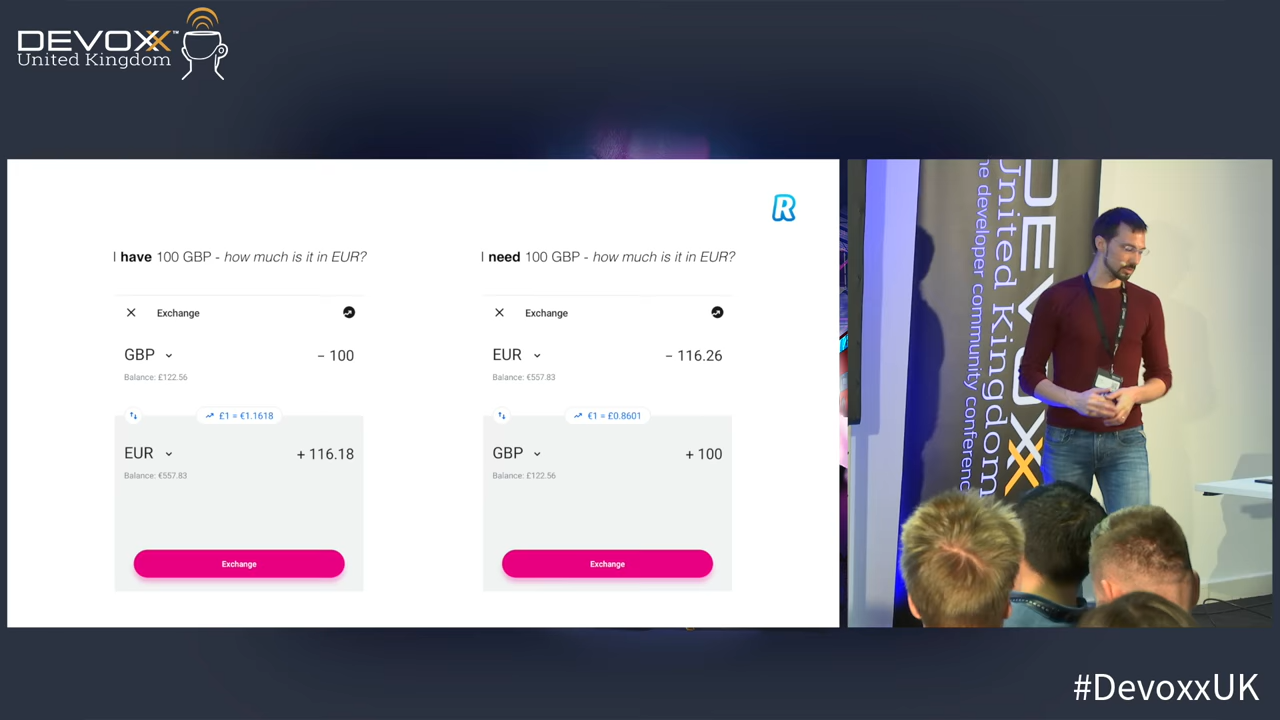 DEVOXX™
United Kingdom
R
I have 100 GBP - how much is it in EUR?
Exchange
GBP
− 100
Balance: £122.56
£1 = €1.1618
EUR
+ 116.18
Balance: €557.83
Exchange
I need 100 GBP - how much is it in EUR?
Exchange
EUR
− 116.26
Balance: €557.83
€1 = £0.8601
GBP
+ 100
Balance: £122.56
Exchange
DEVOXX
United Kingdom
he developer community conferenc
#DevoxxUK